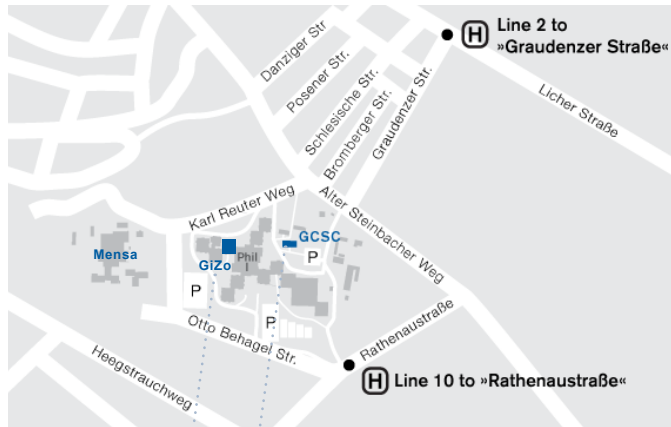 Line 2 to
»Graudenzer Straße«
H
Danziger Str
Posener Str.
Schlesische Str.
Bromberger Str.
Graudenzer Str.
Licher Straße
Karl Reuter Weg
Alter Steinbacher Weg
Mensa
GiZo
Phil
I
GCSC
P
P
P
Otto Behagel Str.
Rathenaustraße
Heegstrauchweg
H
Line 10 to »Rathenaustraße«